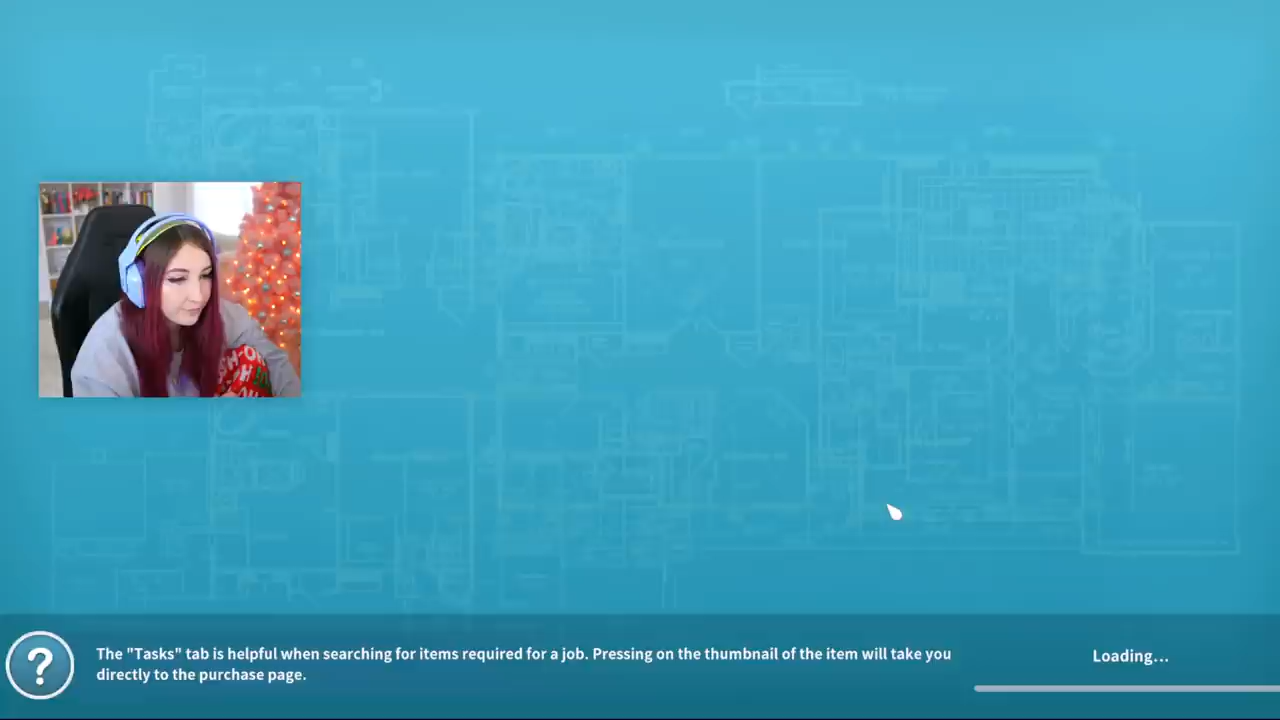 The "Tasks" tab is helpful when searching for items required for a job. Pressing on the thumbnail of the item will take you
directly to the purchase page.
Loading...